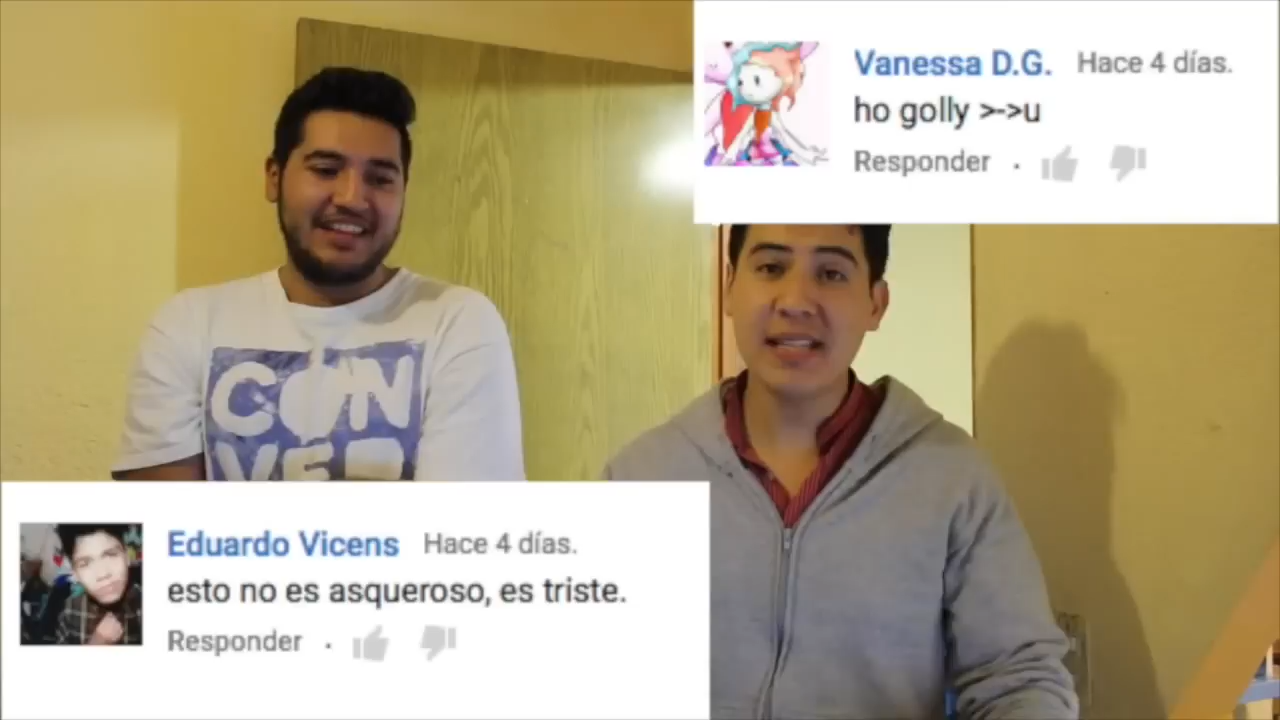 Vanessa D.G. Hace 4 días.
ho golly >->u
Responder .
CON
VER
Eduardo Vicens Hace 4 días.
esto no es asqueroso, es triste.
Responder .